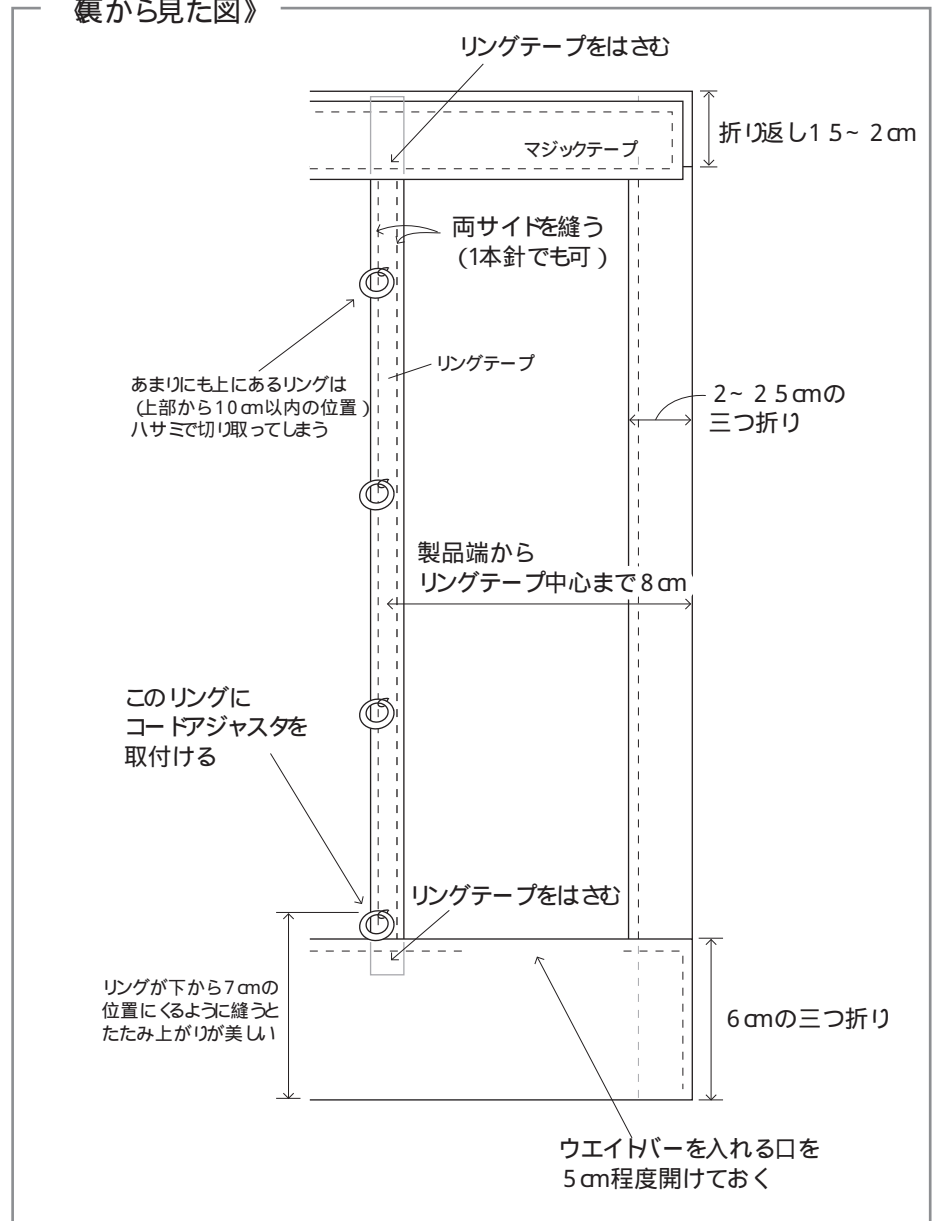 《裏から見た図》
リングテープをはさむ
折り返し1 5~ 2cm
マジックテープ
両サイドを縫う
(1本針でも可)
リングテープ
あまりにも上にあるリングは
(上部から10cm以内の位置)
ハサミで切り取ってしまう
2~ 2 5cmの
三つ折り
製品端から
リングテープ中心まで8cm
このリングに
コードアジャスタを
取付ける
リングテープをはさむ
リングが下から7cmの
位置にくるように縫うと
たたみ上がりが美しい
6cmの三つ折り
ウエイトバーを入れる口を
5cm程度開けておく